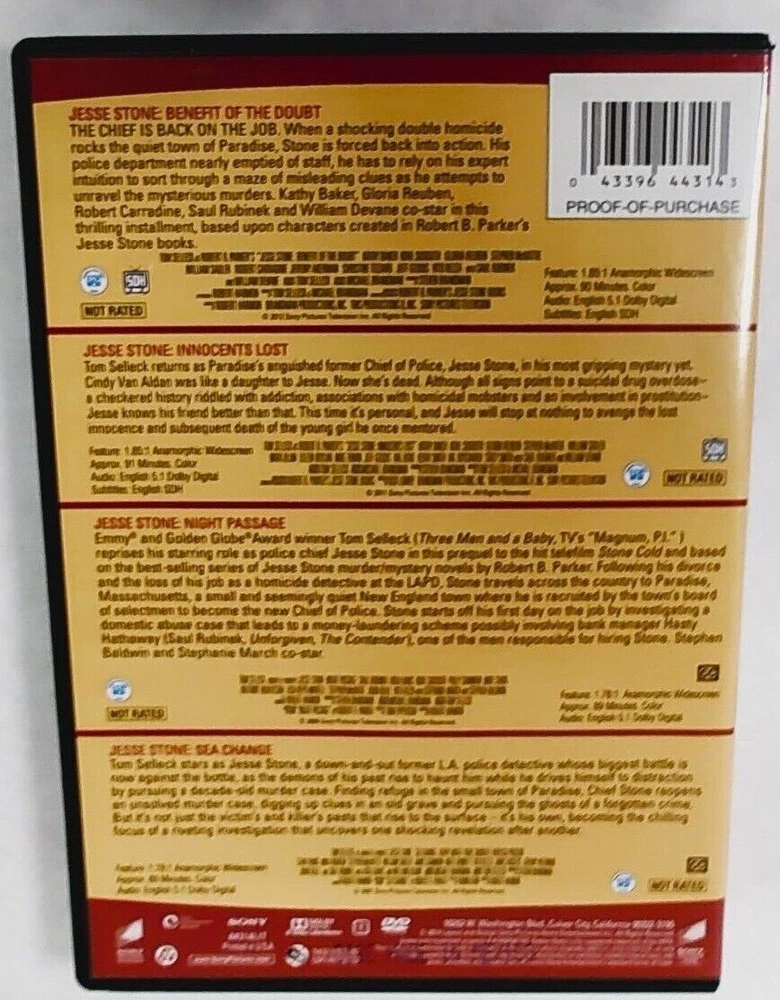 JESSE STONE: BENEFIT OF THE DOUBT
THE CHIEF IS BACK ON THE JOB. When a shocking double homicide
rocks the quiet town of Paradise, Stone is forced back into action. His
police department nearly emptied of staff, he has to rely on his expert
intuition to sort through a maze of misleading clues as he attempts to
unravel the mysterious murders. Kathy Baker, Gloria Reuben,
Robert Carradine, Saul Rubinek and William Devane co-star in this
thrilling installment, based upon characters created in Robert B. Parker's
Jesse Stone books.
0 43396 44314 3
PROOF-OF-PURCHASE
SDH
NOT RATED
Feature: 1.85:1 Anamorphic Widescreen
Approx. 90 Minutes Color
Audio: English 5.1 Dolby Digital
Subtitles: English SDH
JESSE STONE: INNOCENTS LOST
Tom Selleck returns as Paradise's anguished former Chief of Police, Jesse Stone, in his most gripping mystery yet.
Cindy Van Aldan was like a daughter to Jesse. Now she's dead. Although all signs point to a suicidal drug overdose–
a checkered history riddled with addiction, associations with homicidal mobsters and an involvement in prostitution–
Jesse knows his friend better than that. This time it's personal, and Jesse will stop at nothing to avenge the lost
innocence and subsequent death of the young girl he once mentored.
Feature: 1.85:1 Anamorphic Widescreen
Approx. 91 Minutes Color
Audio: English 5.1 Dolby Digital
Subtitles: English SDH
SDH
NOT RATED
JESSE STONE: NIGHT PASSAGE
Emmy® and Golden Globe® Award winner Tom Selleck (Three Men and a Baby, TV's "Magnum, P.I.")
reprises his starring role as police chief Jesse Stone in this prequel to the hit telefilm Stone Cold and based
on the best-selling series of Jesse Stone murder/mystery novels by Robert B. Parker. Following his divorce
and the loss of his job as a homicide detective at the LAPD, Stone travels across the country to Paradise,
Massachusetts, a small and seemingly quiet New England town where he is recruited by the town's board
of selectmen to become the new Chief of Police. Stone starts off his first day on the job by investigating a
domestic abuse case that leads to a money-laundering scheme possibly involving bank manager Hasty
Hathaway (Saul Rubinek, Unforgiven, The Contender), one of the men responsible for hiring Stone. Stephen
Baldwin and Stephanie March co-star.
NOT RATED
Feature: 1.78:1 Anamorphic Widescreen
Approx. 89 Minutes Color
Audio: English 5.1 Dolby Digital
JESSE STONE: SEA CHANGE
Tom Selleck stars as Jesse Stone, a down-and-out former L.A. police detective whose biggest battle is
now against the bottle, as the demons of his past rise to haunt him while he drives himself to distraction
by pursuing a decade-old murder case. Finding refuge in the small town of Paradise, Chief Stone reopens
an unsolved murder case, digging up clues in an old grave and pursuing the ghosts of a forgotten crime.
But it's not just the victim's and killer's pasts that rise to the surface – it's his own, becoming the chilling
focus of a riveting investigation that uncovers one shocking revelation after another.
Feature: 1.78:1 Anamorphic Widescreen
Approx. Minutes Color
Audio: English 5.1 Dolby Digital
NOT RATED
SONY
Printed in U.S.A.
DOLBY
DVD
W. Washington Blvd., Culver City, California